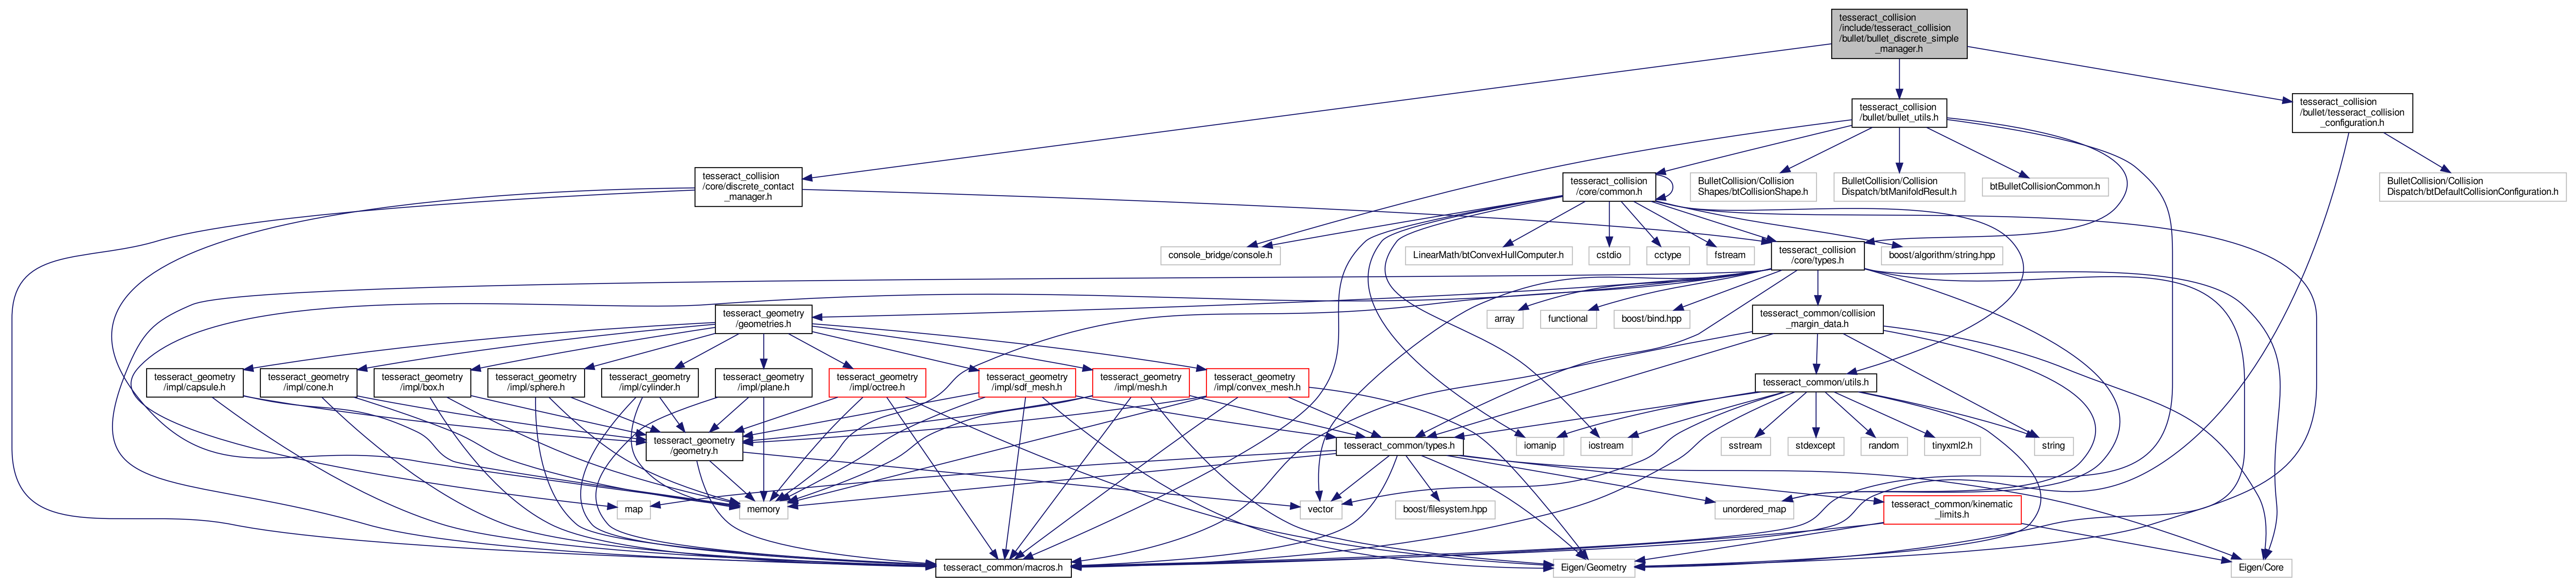 tesseract_collision
/include/tesseract_collision
/bullet/bullet_discrete_simple
_manager.h
tesseract_collision
/bullet/bullet_utils.h
tesseract_collision
/bullet/tesseract_collision
_configuration.h
tesseract_collision
/core/discrete_contact
_manager.h
tesseract_collision
/core/common.h
BulletCollision/Collision
Shapes/btCollisionShape.h
BulletCollision/Collision
Dispatch/btManifoldResult.h
btBulletCollisionCommon.h
BulletCollision/Collision
Dispatch/btDefaultCollisionConfiguration.h
console_bridge/console.h
LinearMath/btConvexHullComputer.h
cstdio
cctype
fstream
tesseract_collision
/core/types.h
boost/algorithm/string.hpp
tesseract_geometry
/geometries.h
array
functional
boost/bind.hpp
tesseract_common/collision
_margin_data.h
tesseract_geometry
/impl/capsule.h
tesseract_geometry
/impl/cone.h
tesseract_geometry
/impl/box.h
tesseract_geometry
/impl/sphere.h
tesseract_geometry
/impl/cylinder.h
tesseract_geometry
/impl/plane.h
tesseract_geometry
/impl/octree.h
tesseract_geometry
/impl/sdf_mesh.h
tesseract_geometry
/impl/mesh.h
tesseract_geometry
/impl/convex_mesh.h
tesseract_common/utils.h
tesseract_geometry
/geometry.h
tesseract_common/types.h
iomanip
iostream
sstream
stdexcept
random
tinyxml2.h
string
map
memory
vector
boost/filesystem.hpp
unordered_map
tesseract_common/kinematic
_limits.h
tesseract_common/macros.h
Eigen/Geometry
Eigen/Core